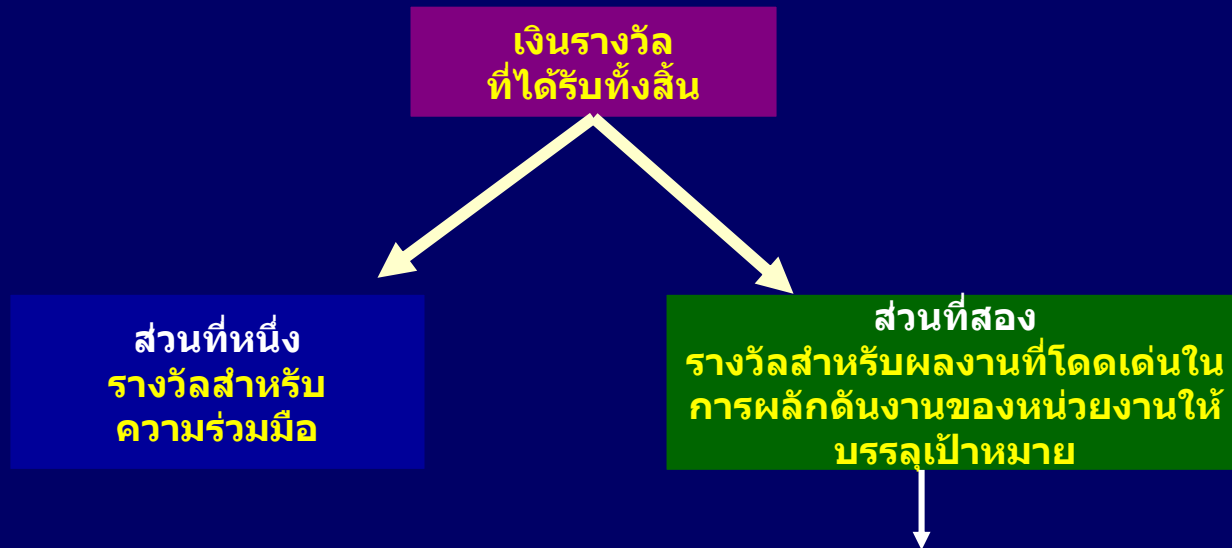 เงินรางวัล
ที่ได้รับทั้งสิ้น
ส่วนที่หนึ่ง
รางวัลสำหรับ
ความร่วมมือ
ส่วนที่สอง
รางวัลสำหรับผลงานที่โดดเด่นใน
การผลักดันงานของหน่วยงานให้
บรรลุเป้าหมาย